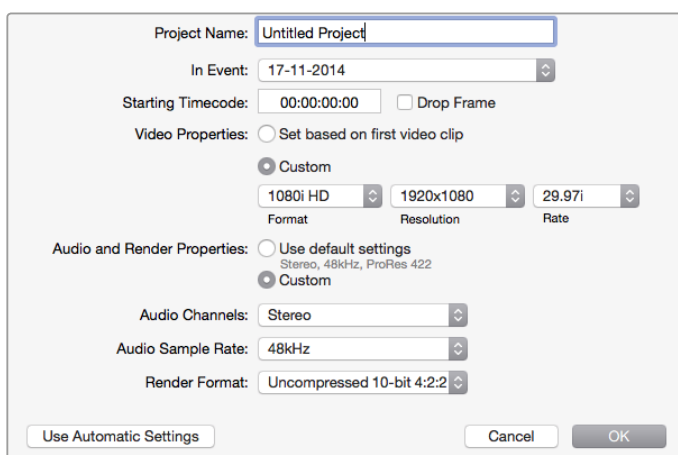 Project Name: Untitled Project
In Event: 17-11-2014
Starting Timecode: 00:00:00:00 Drop Frame
Video Properties: Set based on first video clip
Custom
1080i HD 1920x1080 29.97i
Format Resolution Rate
Audio and Render Properties: Use default settings
Stereo, 48kHz, ProRes 422
Custom
Audio Channels: Stereo
Audio Sample Rate: 48kHz
Render Format: Uncompressed 10-bit 4:2:2
Use Automatic Settings Cancel OK